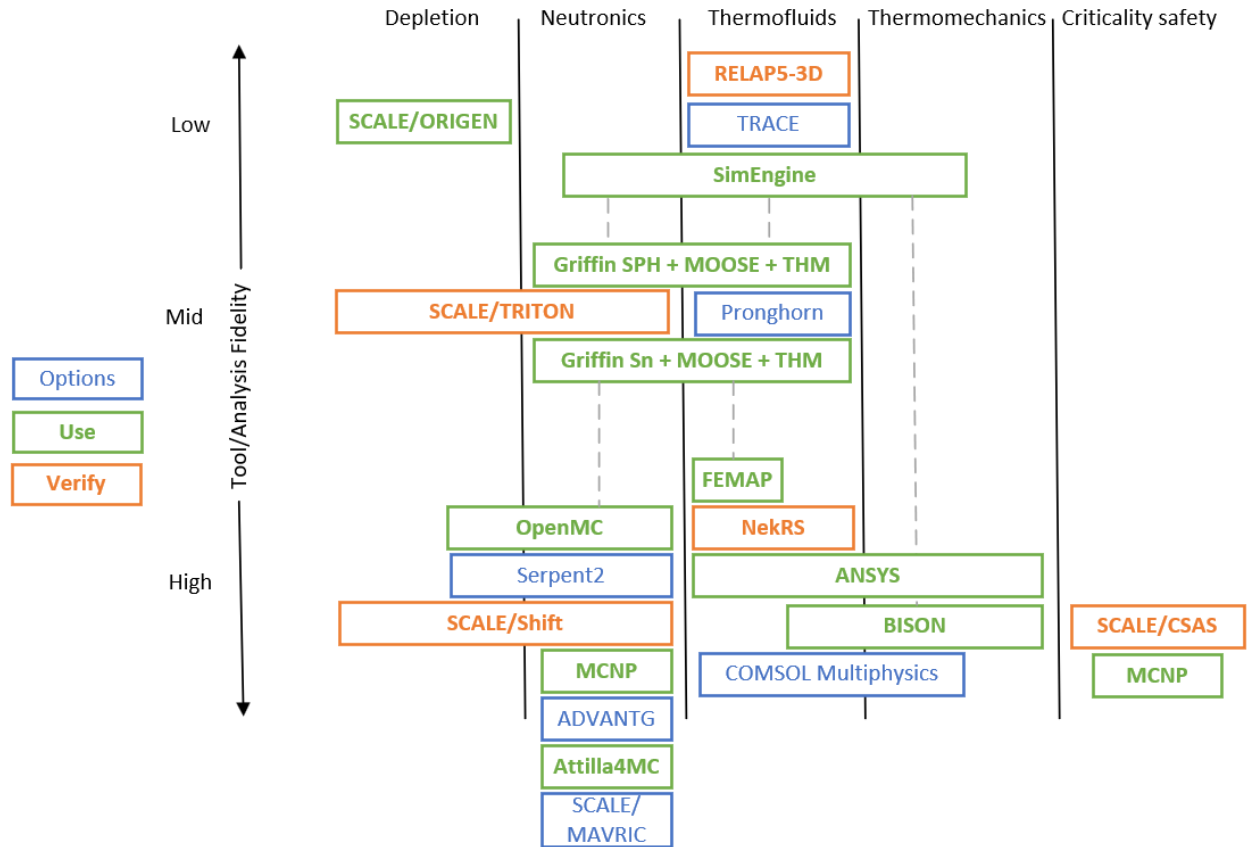 Depletion
Neutronics
Thermofluids
Thermomechanics
Criticality safety
RELAP5-3D
Low
SCALE/ORIGEN
TRACE
SimEngine
Griffin SPH + MOOSE + THM
Mid
SCALE/TRITON
Pronghorn
Griffin Sn + MOOSE + THM
Options
Use
Verify
Tool/Analysis Fidelity
FEMAP
OpenMC
NekRS
High
Serpent2
ANSYS
SCALE/Shift
BISON
SCALE/CSAS
MCNP
COMSOL Multiphysics
MCNP
ADVANTG
Attilla4MC
SCALE/
MAVRIC